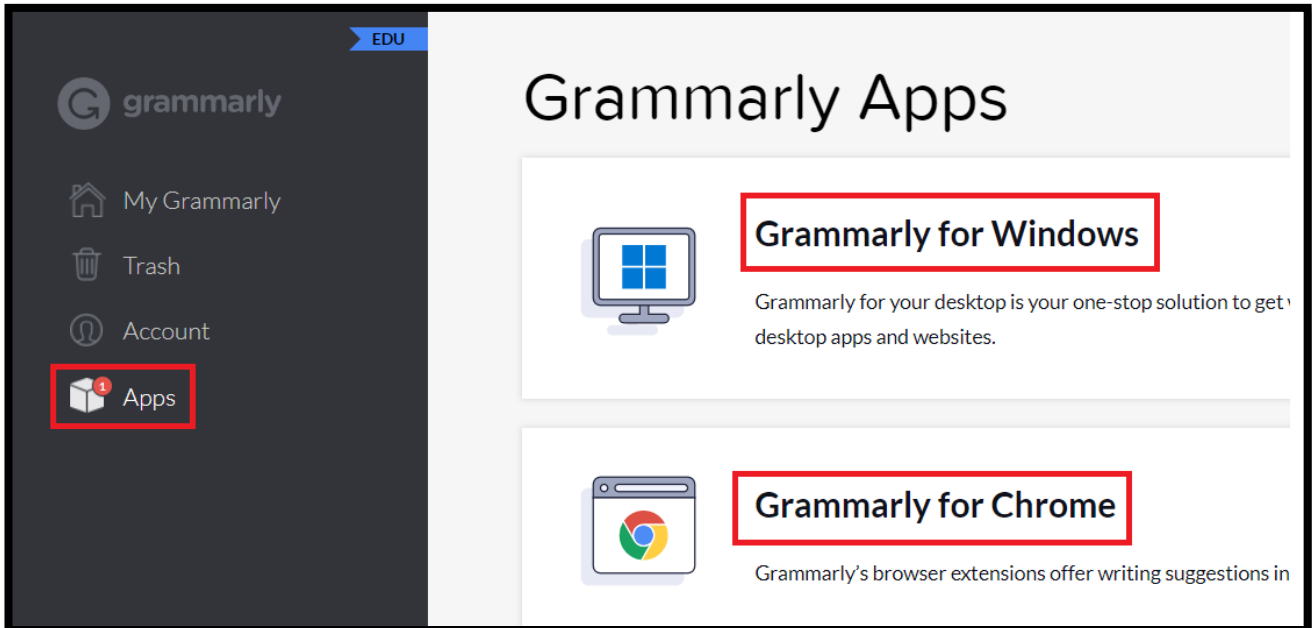 EDU
grammarly
My Grammarly
Trash
Account
1
Apps
Grammarly Apps
Grammarly for Windows
Grammarly for your desktop is your one-stop solution to get
desktop apps and websites.
Grammarly for Chrome
Grammarly's browser extensions offer writing suggestions in